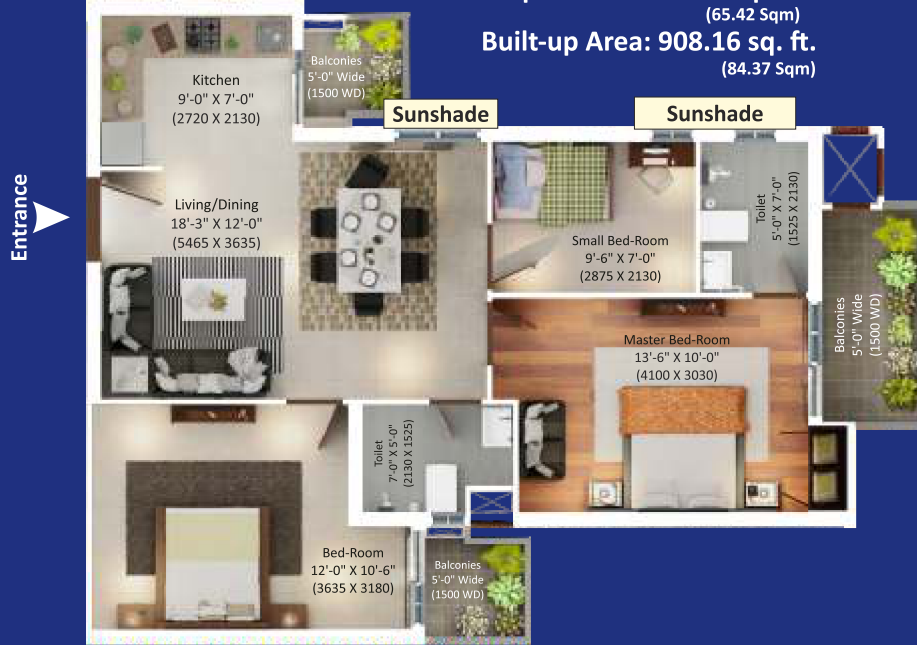 (65.42 Sqm)
Built-up Area: 908.16 sq. ft.
(84.37 Sqm)
Kitchen
9'-0" X 7'-0"
(2720 X 2130)
Balconies
5'-0" Wide
(1500 WD)
Sunshade
Sunshade
Entrance
Living/Dining
18'-3" X 12'-0"
(5465 X 3635)
Small Bed-Room
9'-6" X 7'-0"
(2875 X 2130)
Toilet
5'-0" X 7'-0"
(1525 X 2130)
Balconies
5'-0" Wide
(1500 WD)
Master Bed-Room
13'-6" X 10'-0"
(4100 X 3030)
Toilet
7'-0" X 5'-0"
(2130 X 1525)
Bed-Room
12'-0" X 10'-6"
(3635 X 3180)
Balconies
5'-0" Wide
(1500 WD)